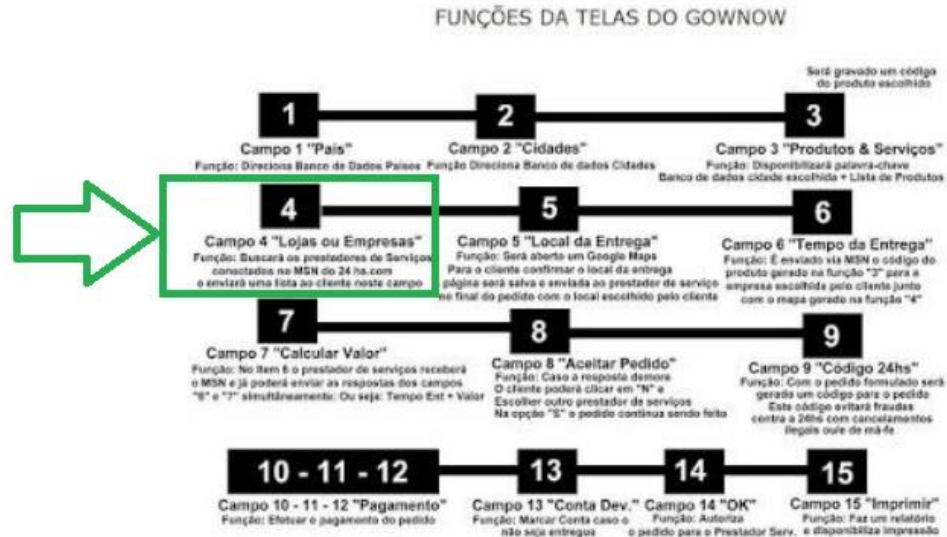 FUNÇÕES DA TELAS DO GOWNOW
Será gravado um código
do produto escolhido
1
2
3
Campo 1 "País"
Função: Direciona Banco de Dados Países
Campo 2 "Cidades"
Função Direciona Banco de dados Cidades
Campo 3 "Produtos & Serviços"
Função: Disponibilizará palavra-chave
Banco de dados cidade escolhida + Lista de Produtos
4
5
6
Campo 4 "Lojas ou Empresas"
Função: Buscará os prestadores de Serviços
conectados no MSN do 24 hs.com
e enviará uma lista ao cliente neste campo
Campo 5 "Local da Entrega"
Função: Será aberto um Google Maps
Para o cliente confirmar o local da entrega
página será salva e enviada ao prestador de serviço
no final do pedido com o local escolhido pelo cliente
Campo 6 "Tempo da Entrega"
Função: É enviado via MSN o código do
produto gerado na função "3" para a
empresa escolhida pelo cliente junto
com o mapa gerado na função "4"
7
8
9
Campo 7 "Calcular Valor"
Função: No Item 6 o prestador de serviços receberá
o MSN e já poderá enviar as respostas dos campos
"6" e "7" simultâneamente: Ou seja: Tempo Ent + Valor
Campo 8 "Aceitar Pedido"
Função: Caso a resposta demore
O cliente poderá clicar em "N" e
Escolher outro prestador de serviços
Na opção "S" o pedido continua sendo feito
Campo 9 "Código 24hs"
Função: Com o pedido formulado será
gerado um código para o pedido
Este código evitará fraudes
contra a 24hs com cancelamentos
ilegais ou/e de má-fé
10 - 11 - 12
13
14
15
Campo 10 - 11 - 12 "Pagamento"
Função: Efetuar o pagamento do pedido
Campo 13 "Conta Dev."
Função: Marcar Conta caso o
não seja entregue
Campo 14 "OK"
Função: Autoriza
o pedido para o Prestador Serv.
Campo 15 "Imprimir"
Função: Faz um relatório
e disponibiliza impressão